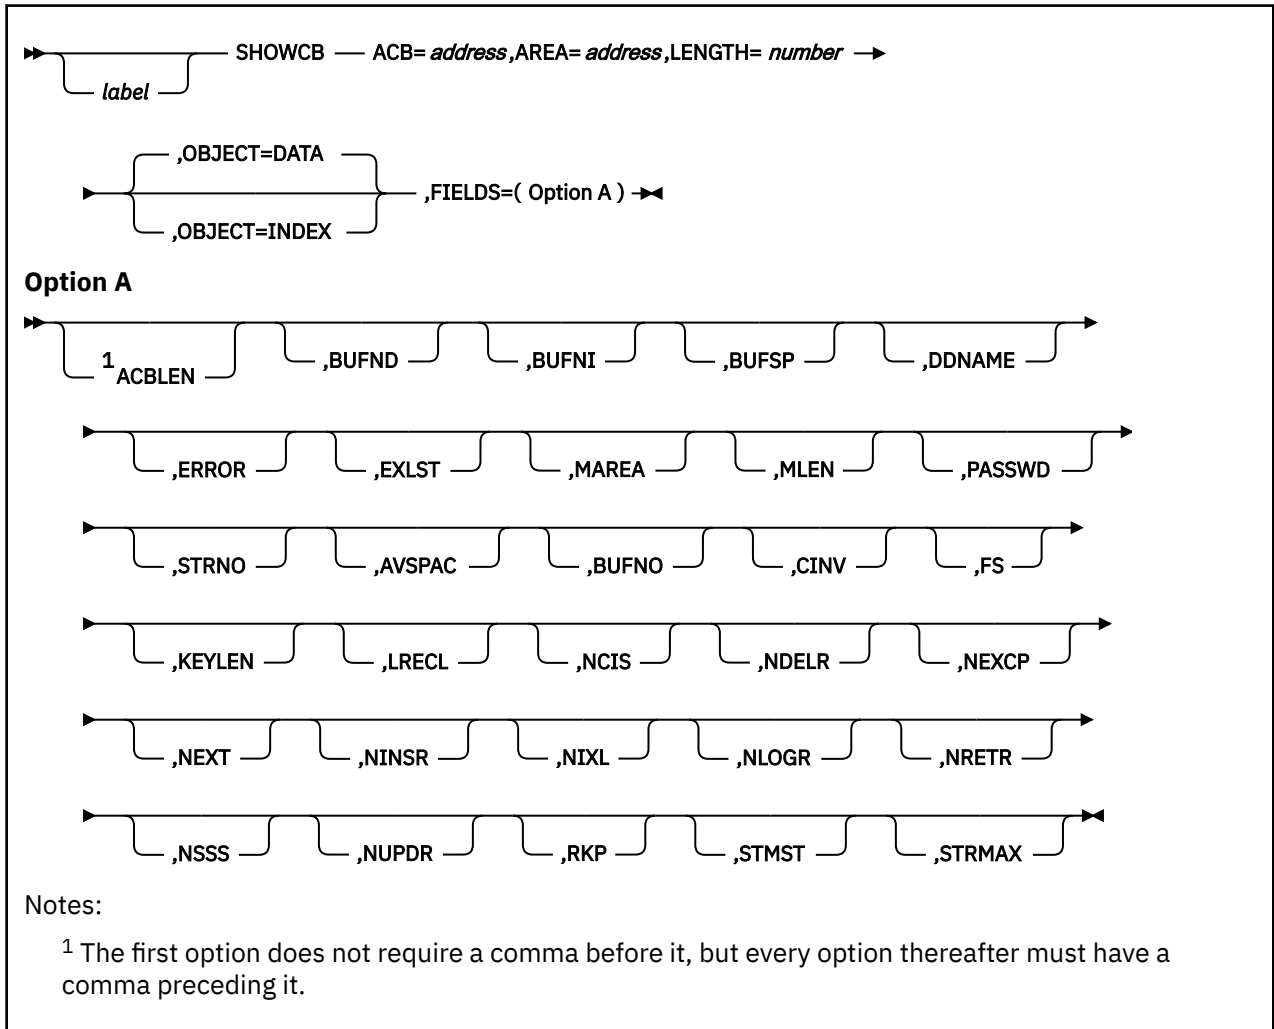 SHOWCB ACB= address ,AREA= address ,LENGTH= number
label
,OBJECT=DATA
,FIELDS=( Option A )
,OBJECT=INDEX
Option A
1 ACBLEN ,BUFND ,BUFNI ,BUFSP ,DDNAME
,ERROR ,EXLST ,MAREA ,MLEN ,PASSWD
,STRNO ,AVSPAC ,BUFNO ,CINV ,FS
,KEYLEN ,LRECL ,NCIS ,NDELR ,NEXCP
,NEXT ,NINSR ,NIXL ,NLOGR ,NRETR
,NSSS ,NUPDR ,RKP ,STMST ,STRMAX
Notes:
1 The first option does not require a comma before it, but every option thereafter must have a
comma preceding it.